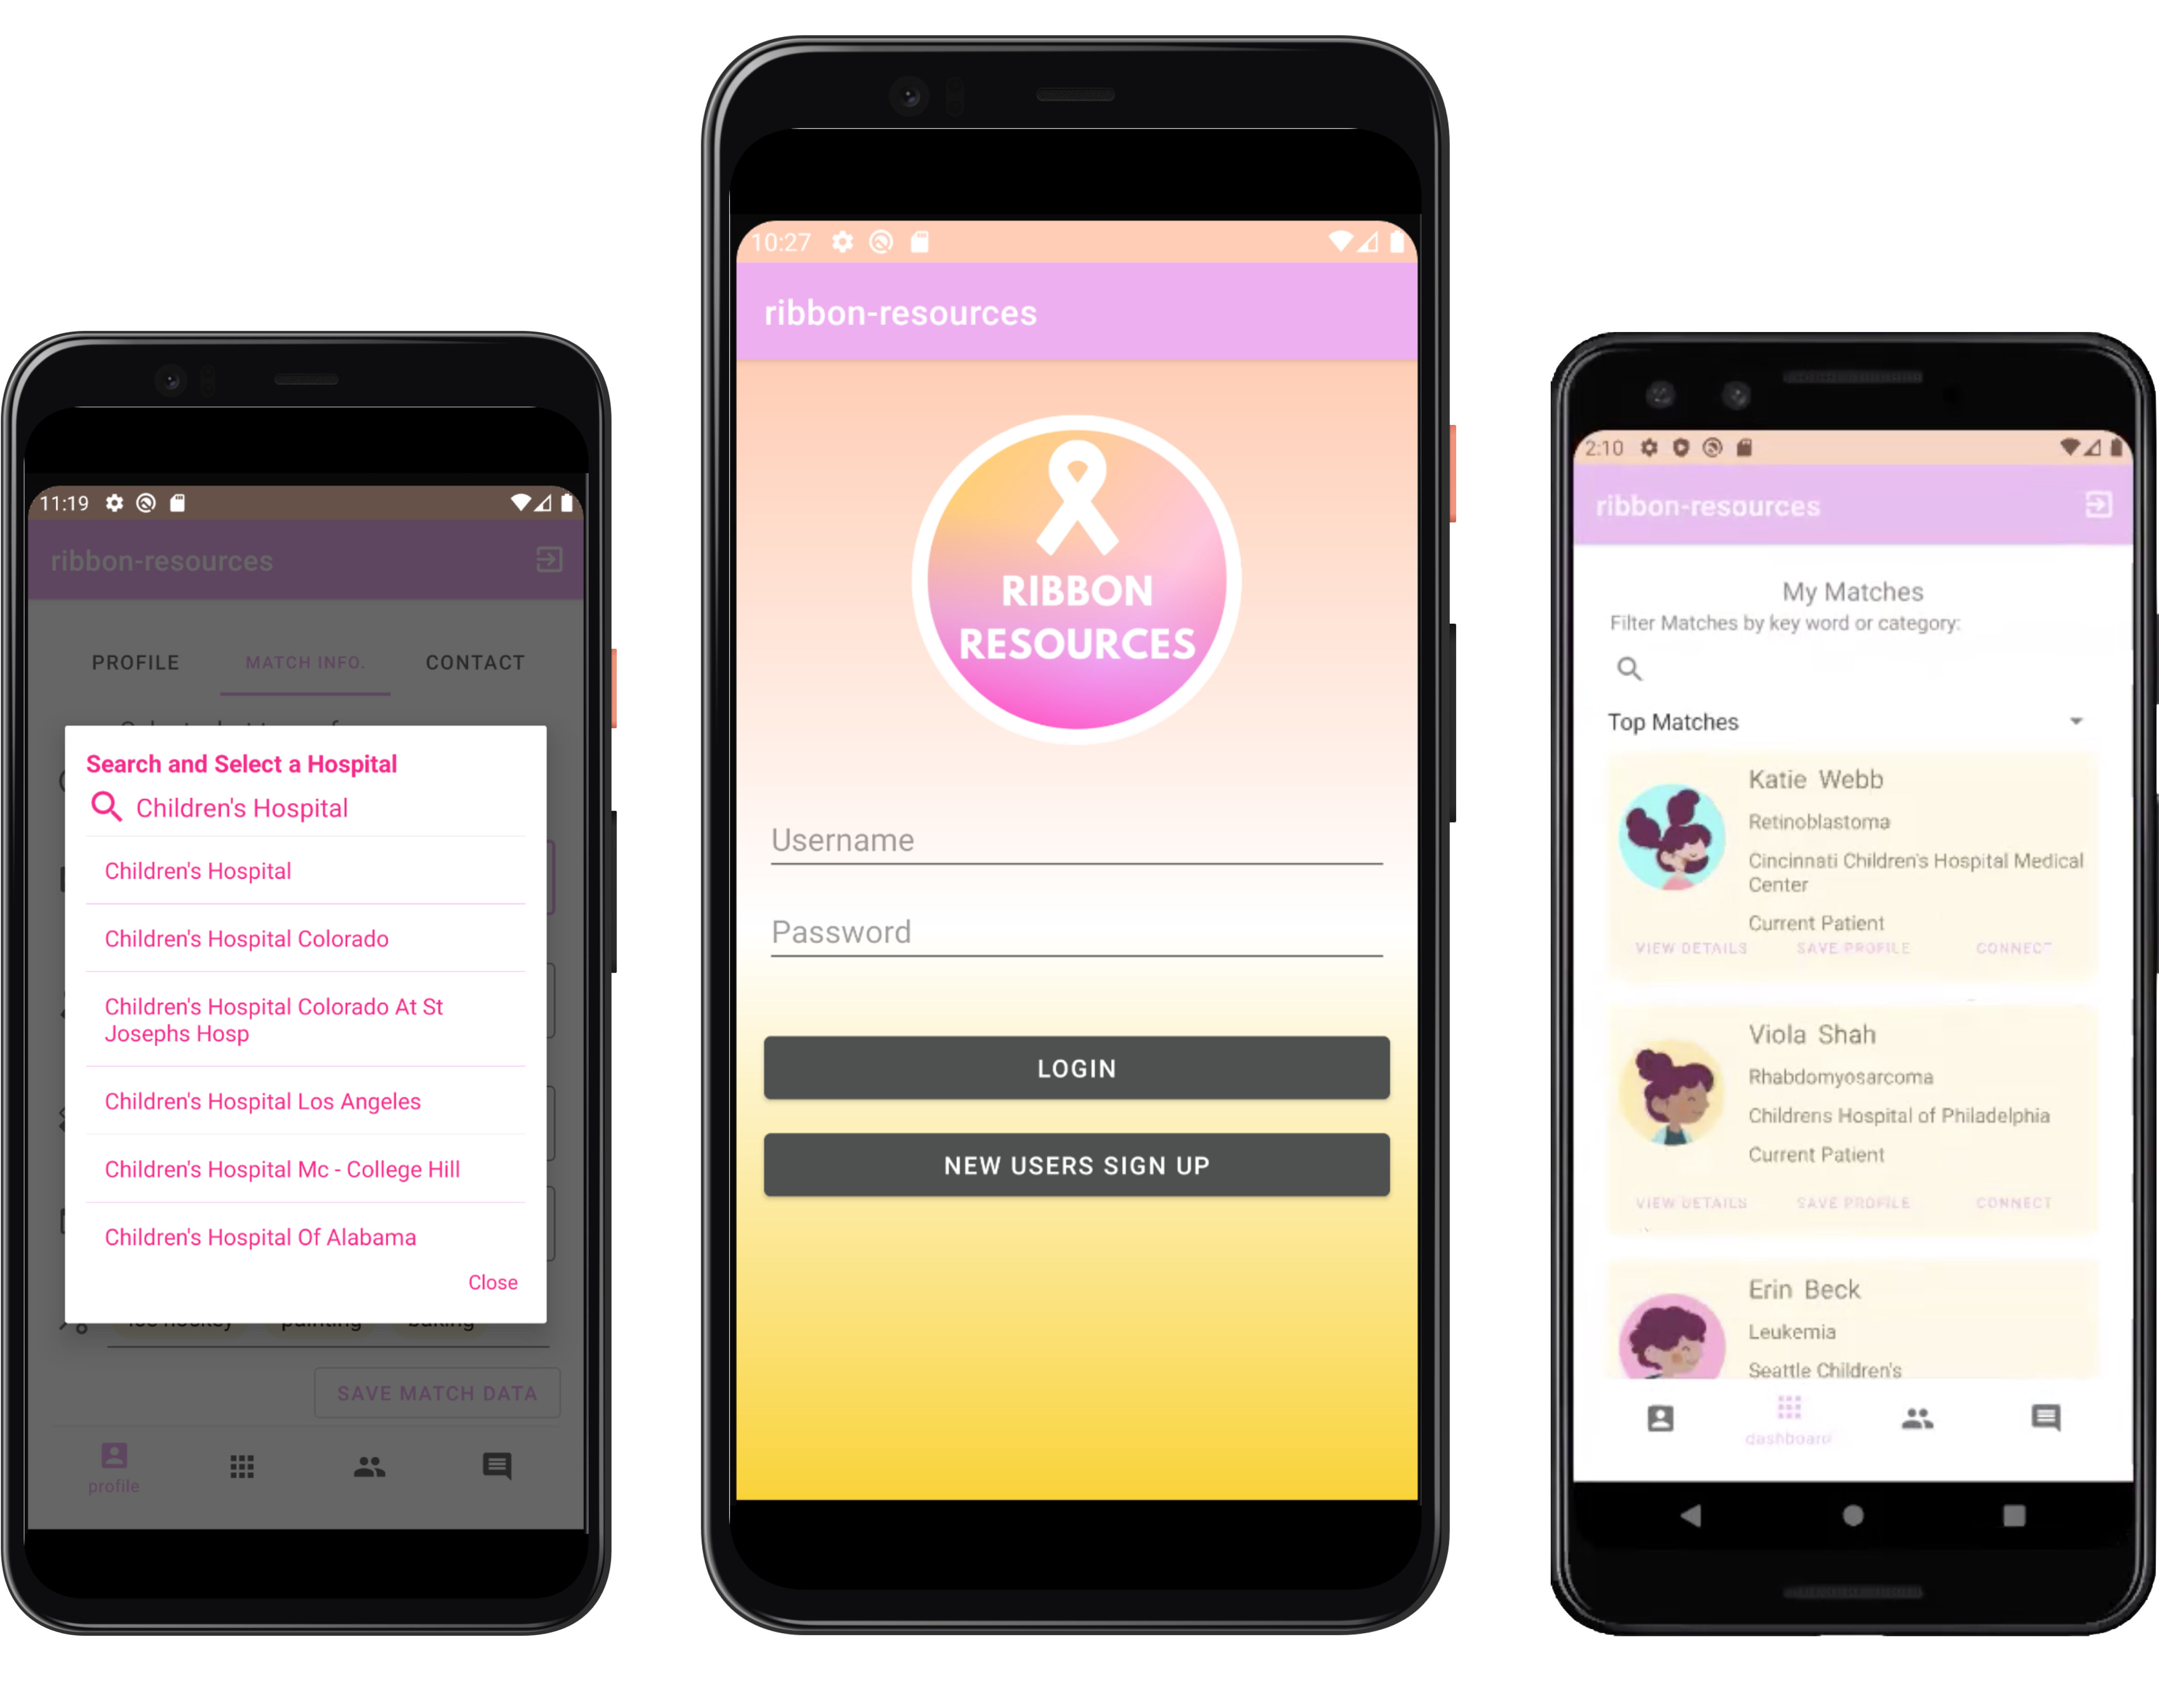 11:19
ribbon-resources
PROFILE
MATCH INFO.
CONTACT
Search and Select a Hospital
Children's Hospital
Children's Hospital
Children's Hospital Colorado
Children's Hospital Colorado At St
Josephs Hosp
Children's Hospital Los Angeles
Children's Hospital Mc - College Hill
Children's Hospital Of Alabama
Close
painting
baking
SAVE MATCH DATA
profile
10:27
ribbon-resources
RIBBON
RESOURCES
Username
Password
LOGIN
NEW USERS SIGN UP
2:10
ribbon-resources
My Matches
Filter Matches by key word or category:
Top Matches
Katie Webb
Retinoblastoma
Cincinnati Children's Hospital Medical
Center
Current Patient
VIEW DETAILS
SAVE PROFILE
CONNECT
Viola Shah
Rhabdomyosarcoma
Childrens Hospital of Philadelphia
Current Patient
VIEW DETAILS
SAVE PROFILE
CONNECT
Erin Beck
Leukemia
Seattle Children's
dashboard